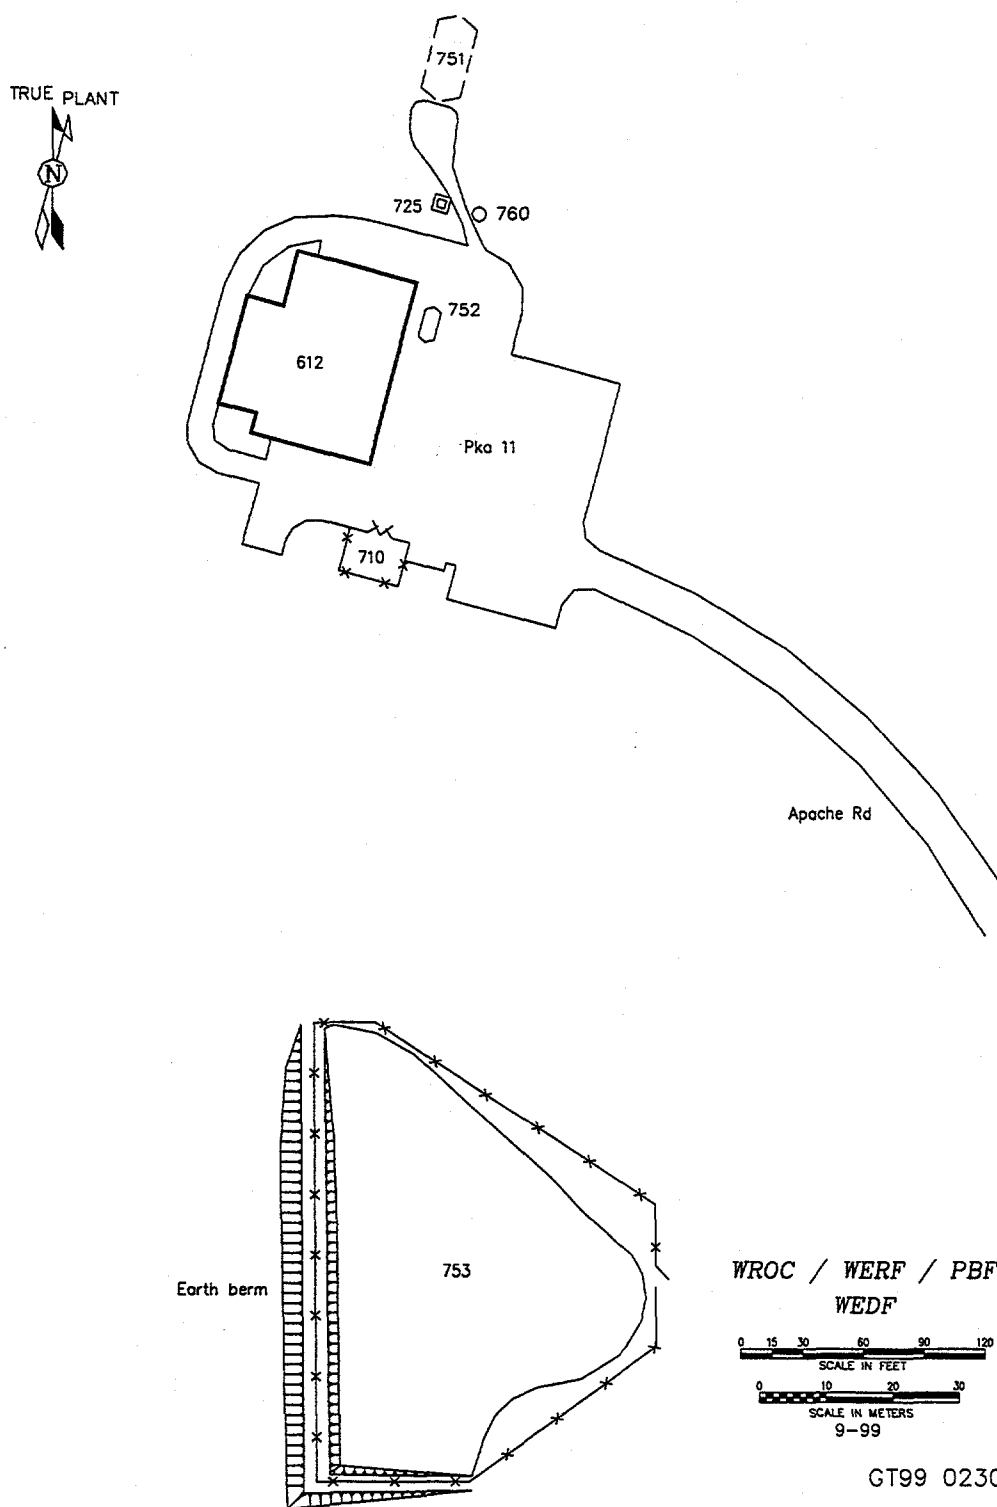 751
TRUE PLANT
N
725
760
752
612
Pka 11
710
Apache Rd
753
Earth berm
WROC / WERF / PBF
WEDF
0 15 30 60 90 120
SCALE IN FEET
0 10 20 30
SCALE IN METERS
9-99
GT99 0230